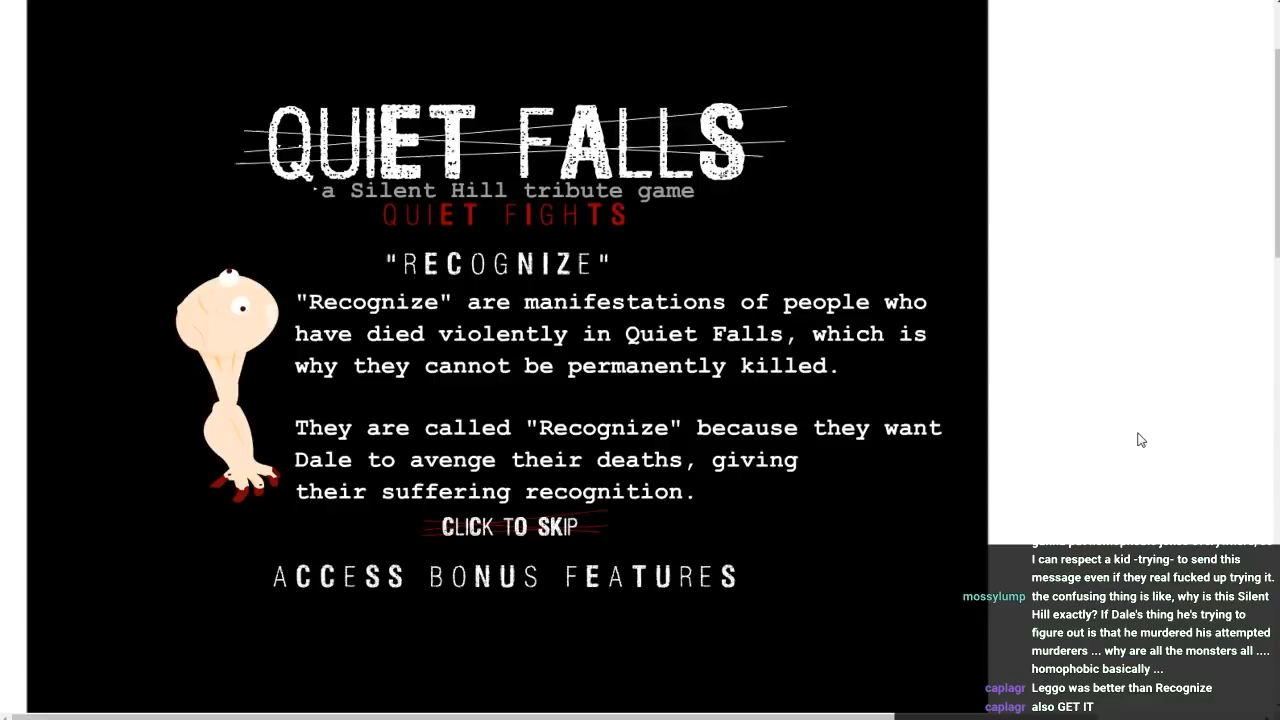 QUIET FALLS
a Silent Hill tribute game
QUIET FIGHTS
"RECOGNIZE"
"Recognize" are manifestations of people who
have died violently in Quiet Falls, which is
why they cannot be permanently killed.
They are called "Recognize" because they want
Dale to avenge their deaths, giving
their suffering recognition.
CLICK TO SKIP
ACCESS BONUS FEATURES
I can respect a kid -trying- to send this
message even if they real fucked up trying it.
mossylump the confusing thing is like, why is this Silent
Hill exactly? If Dale's thing he's trying to
figure out is that he murdered his attempted
murderers ... why are all the monsters all ....
homophobic basically ...
caplagr Leggo was better than Recognize
caplagr also GET IT